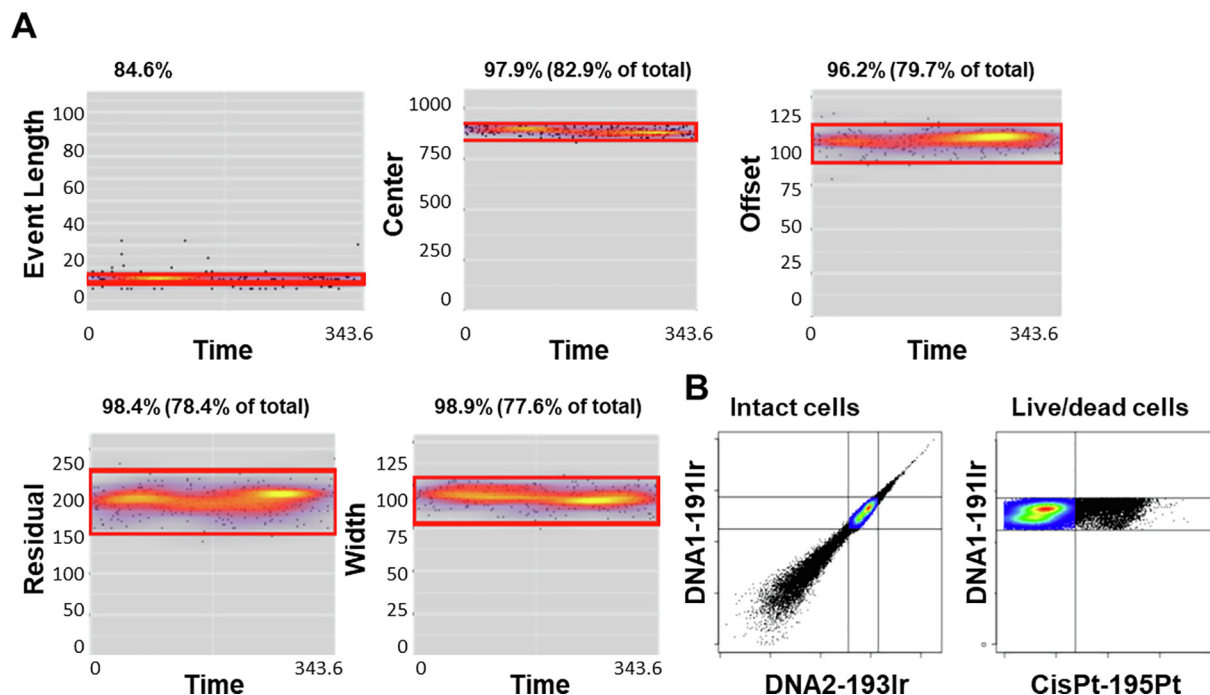 A
84.6%
Event Length
100
80
60
40
20
0
0
343.6
Time
97.9% (82.9% of total)
Center
1000
750
500
250
0
0
343.6
Time
96.2% (79.7% of total)
Offset
125
100
75
50
25
0
0
343.6
Time
98.4% (78.4% of total)
Residual
250
200
150
100
50
0
0
343.6
Time
98.9% (77.6% of total)
Width
100
75
25
25
0
0
343.6
Time
B
Intact cells
DNA1-191Ir
DNA2-193Ir
Live/dead cells
DNA1-191Ir
0
CisPt-195Pt